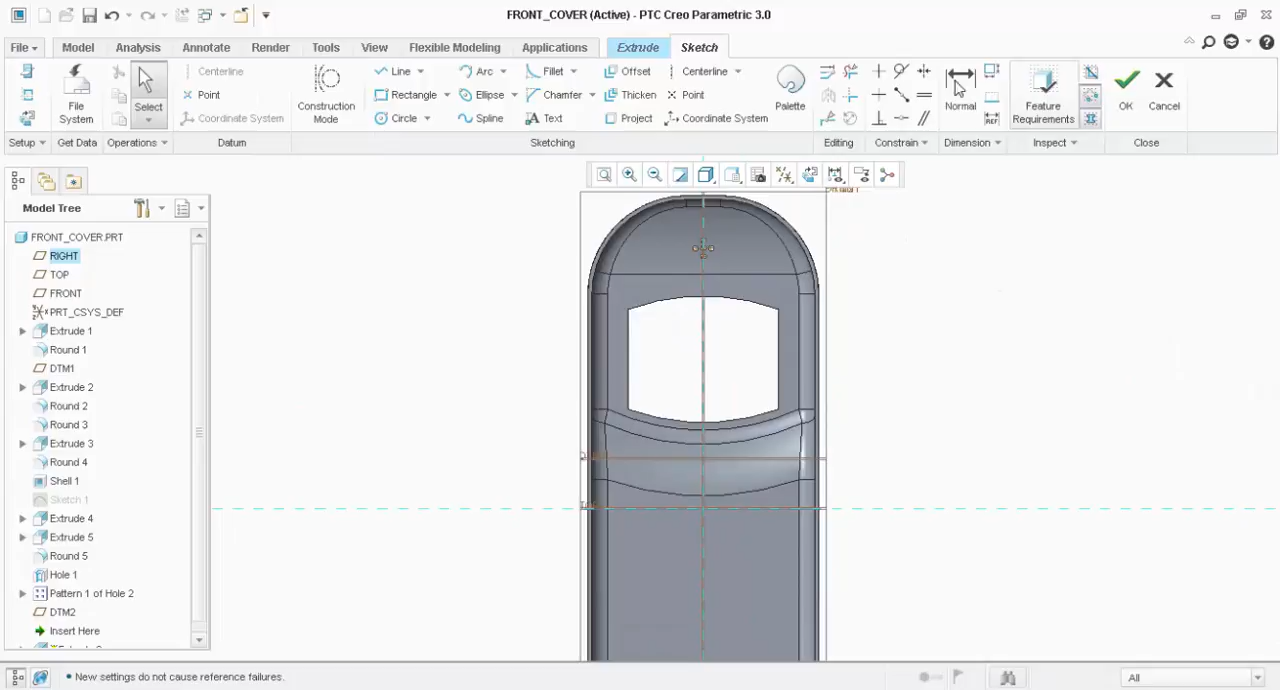 FRONT_COVER (Active) - PTC Creo Parametric 3.0
File Model Analysis Annotate Render Tools View Flexible Modeling Applications Extrude Sketch
File System
Select
Centerline
Point
Coordinate System
Construction Mode
Line Arc Fillet Offset Centerline
Rectangle Ellipse Chamfer Thicken Point
Circle Spline Text Project Coordinate System
Palette
Normal
Feature Requirements
OK Cancel
Setup Get Data Operations Datum Sketching Editing Constrain Dimension Inspect Close
Model Tree
FRONT_COVER.PRT
RIGHT
TOP
FRONT
PRT_CSYS_DEF
Extrude 1
Round 1
DTM1
Extrude 2
Round 2
Round 3
Extrude 3
Round 4
Shell 1
Sketch 1
Extrude 4
Extrude 5
Round 5
Hole 1
Pattern 1 of Hole 2
DTM2
Insert Here
New settings do not cause reference failures.
All